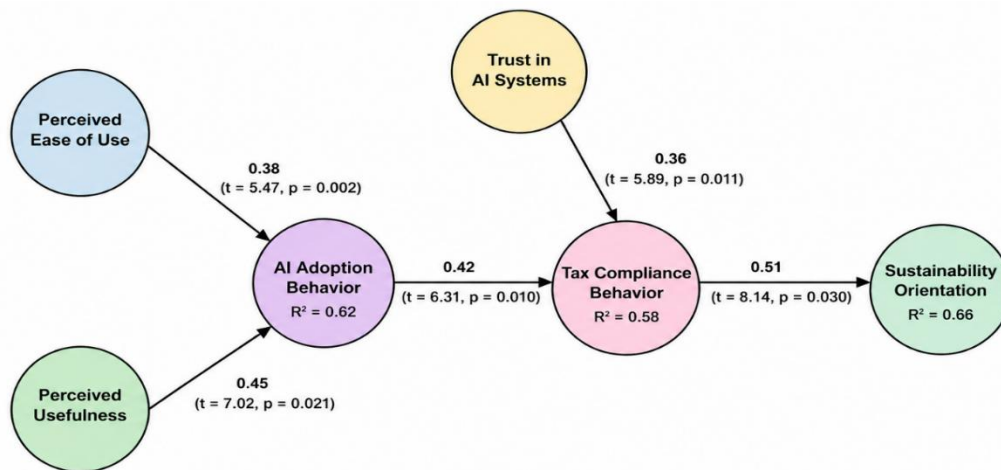 Trust in
AI Systems
Perceived
Ease of Use
0.38
(t = 5.47, p = 0.002)
0.36
(t = 5.89, p = 0.011)
AI Adoption
Behavior
R² = 0.62
0.42
(t = 6.31, p = 0.010)
Tax Compliance
Behavior
R² = 0.58
0.51
(t = 8.14, p = 0.030)
Sustainability
Orientation
R² = 0.66
Perceived
Usefulness
0.45
(t = 7.02, p = 0.021)